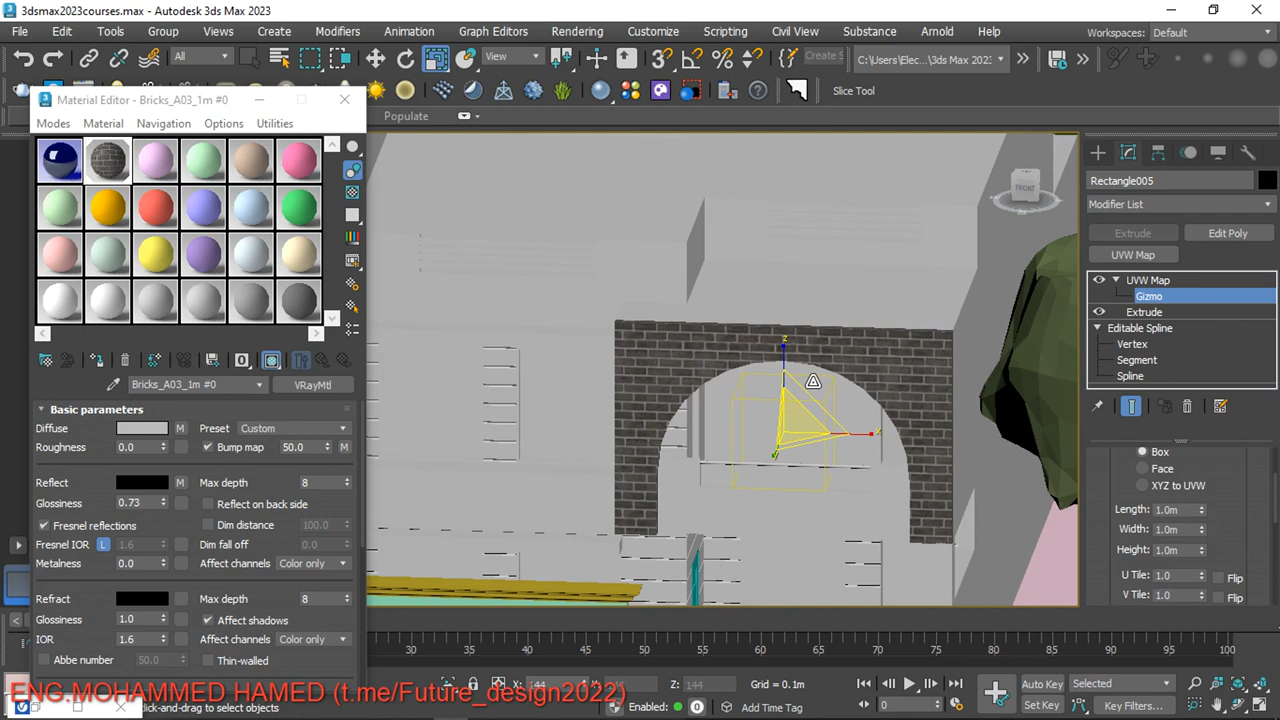 3dsmax2023courses.max - Autodesk 3ds Max 2023
File Edit Tools Group Views Create Modifiers Animation Graph Editors Rendering Customize Scripting Civil View Substance Arnold Help Workspaces: Default
All View Create S C:\Users\Elec...\3ds Max 2023
Slice Tool
Populate
Material Editor - Bricks_A03_1m #0
Modes Material Navigation Options Utilities
Bricks_A03_1m #0 VRayMtl
Basic parameters
Diffuse M Preset Custom
Roughness 0.0 Bump map 50.0 M
Reflect M Max depth 8
Glossiness 0.73 Reflect on back side
Fresnel reflections Dim distance 100.0
Fresnel IOR L 1.6 Dim fall off 0.0
Metalness 0.0 Affect channels Color only
Refract Max depth 8
Glossiness 1.0 Affect shadows
IOR 1.6 Affect channels Color only
Abbe number 50.0 Thin-walled
FRONT
z
Rectangle005
Modifier List
Extrude Edit Poly
UVW Map
UVW Map
Gizmo
Extrude
Editable Spline
Vertex
Segment
Spline
Box
Face
XYZ to UVW
Length: 1.0m
Width: 1.0m
Height: 1.0m
U Tile: 1.0 Flip
V Tile: 1.0 Flip
30 35 40 45 50 55 60 65 70 75 80 85 90 95 100
X: 144 Z: 144 Grid = 0.1m
Auto Key Selected
ENG.MOHAMMED HAMED (t.me/Future_design2022)
click-and-drag to select objects
Enabled: 0 Add Time Tag
0
Set Key Key Filters...